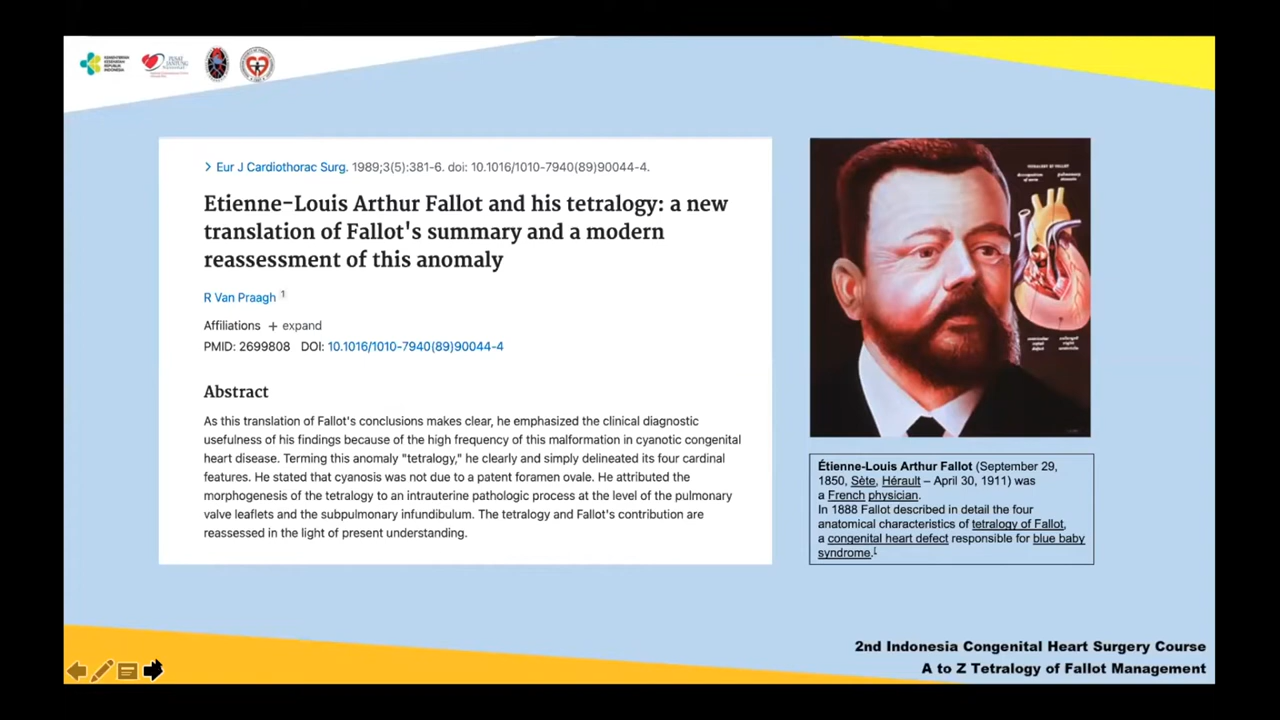 KEMENTERIAN
KESEHATAN
REPUBLIK
INDONESIA
> Eur J Cardiothorac Surg. 1989;3(5):381-6. doi: 10.1016/1010-7940(89)90044-4.
Etienne-Louis Arthur Fallot and his tetralogy: a new
translation of Fallot's summary and a modern
reassessment of this anomaly
R Van Praagh 1
Affiliations + expand
PMID: 2699808 DOI: 10.1016/1010-7940(89)90044-4
Abstract
As this translation of Fallot's conclusions makes clear, he emphasized the clinical diagnostic
usefulness of his findings because of the high frequency of this malformation in cyanotic congenital
heart disease. Terming this anomaly "tetralogy," he clearly and simply delineated its four cardinal
features. He stated that cyanosis was not due to a patent foramen ovale. He attributed the
morphogenesis of the tetralogy to an intrauterine pathologic process at the level of the pulmonary
valve leaflets and the subpulmonary infundibulum. The tetralogy and Fallot's contribution are
reassessed in the light of present understanding.
TETRALOGY OF FALLOT
Étienne-Louis Arthur Fallot (September 29,
1850, Sète, Hérault – April 30, 1911) was
a French physician.
In 1888 Fallot described in detail the four
anatomical characteristics of tetralogy of Fallot,
a congenital heart defect responsible for blue baby
syndrome.
2nd Indonesia Congenital Heart Surgery Course
A to Z Tetralogy of Fallot Management